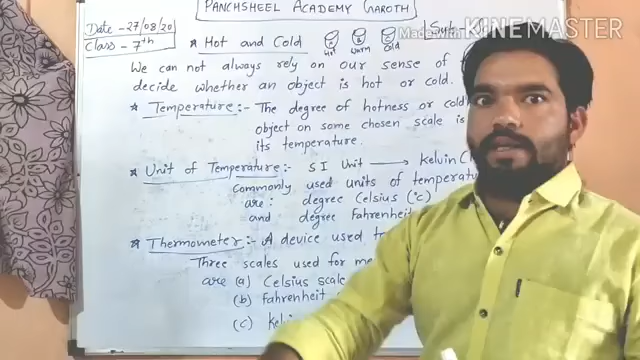 PANCHSHEEL ACADEMY GAROTH
Date - 27/08/20
Class - 7th
Made with KINEMASTER
* Hot and Cold
Hot Warm Cold
We can not always rely on our sense of
decide whether an object is hot or cold.
* Temperature:- The degree of hotness or cold
object on some chosen scale is
its temperature.
* Unit of Temperature:- SI Unit → kelvin (
commonly used units of temperatu
are: degree Celsius (°C)
and degree Fahrenheit
* Thermometer:- A device used t
Three scales used for me
are (a) Celsius scale
(b) Fahrenheit
(c) Kel